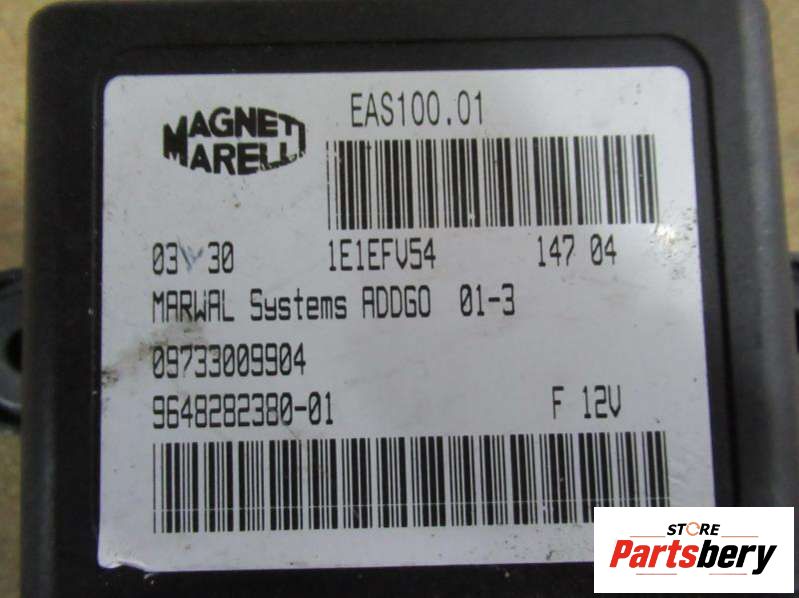 MAGNETI
MARELLI
EAS100.01
03 30 1E1EFV54 147 04
MARWAL Systems ADDGO 01-3
09733009904
9648282380-01 F 12V
STORE
Partsbery